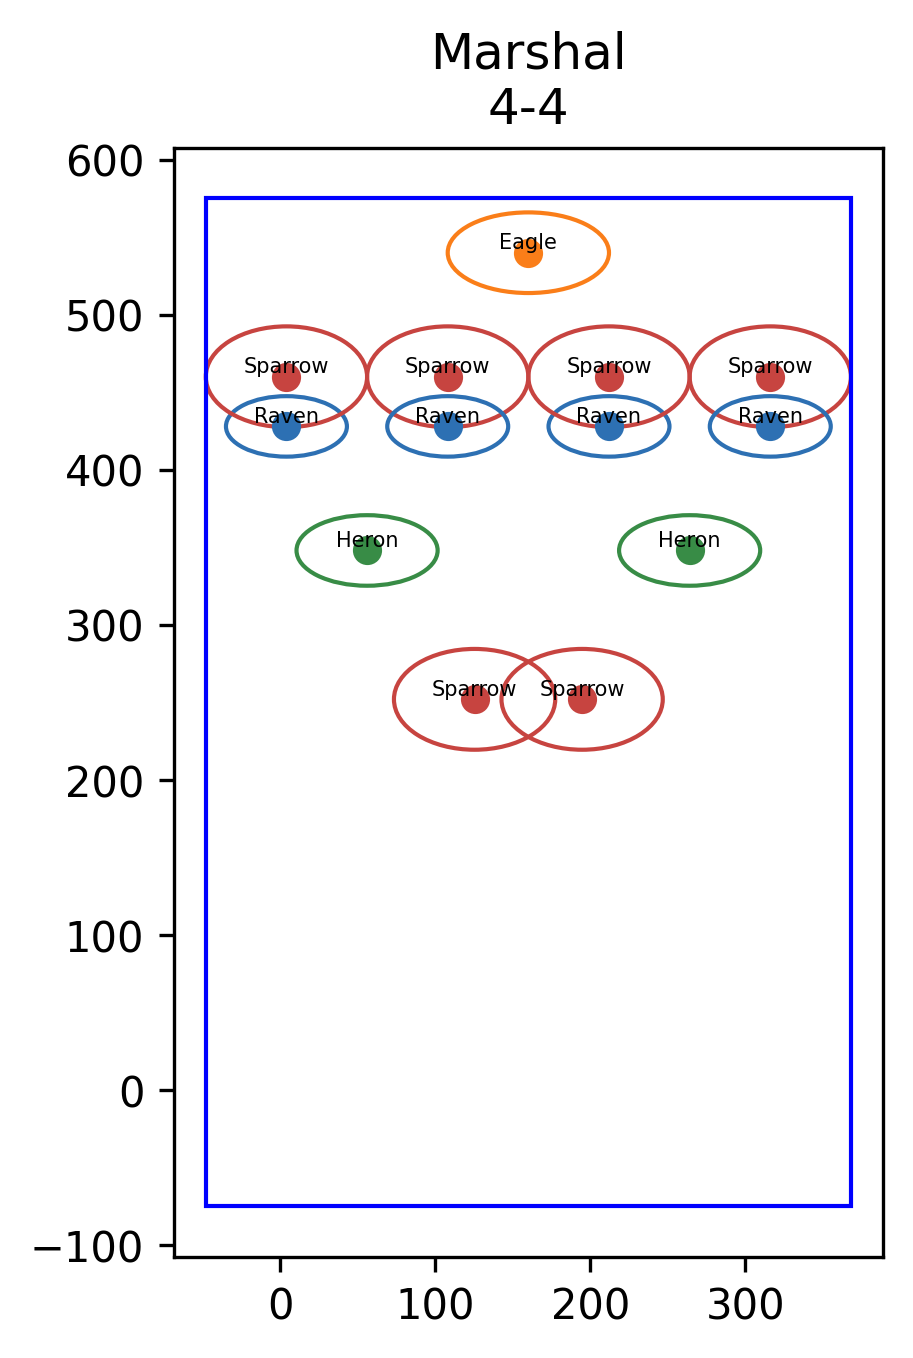 Marshal
4-4
600
Eagle
500
Sparrow Sparrow Sparrow Sparrow
Raven Raven Raven Raven
400
Heron Heron
300
Sparrow Sparrow
200
100
0
−100
0 100 200 300